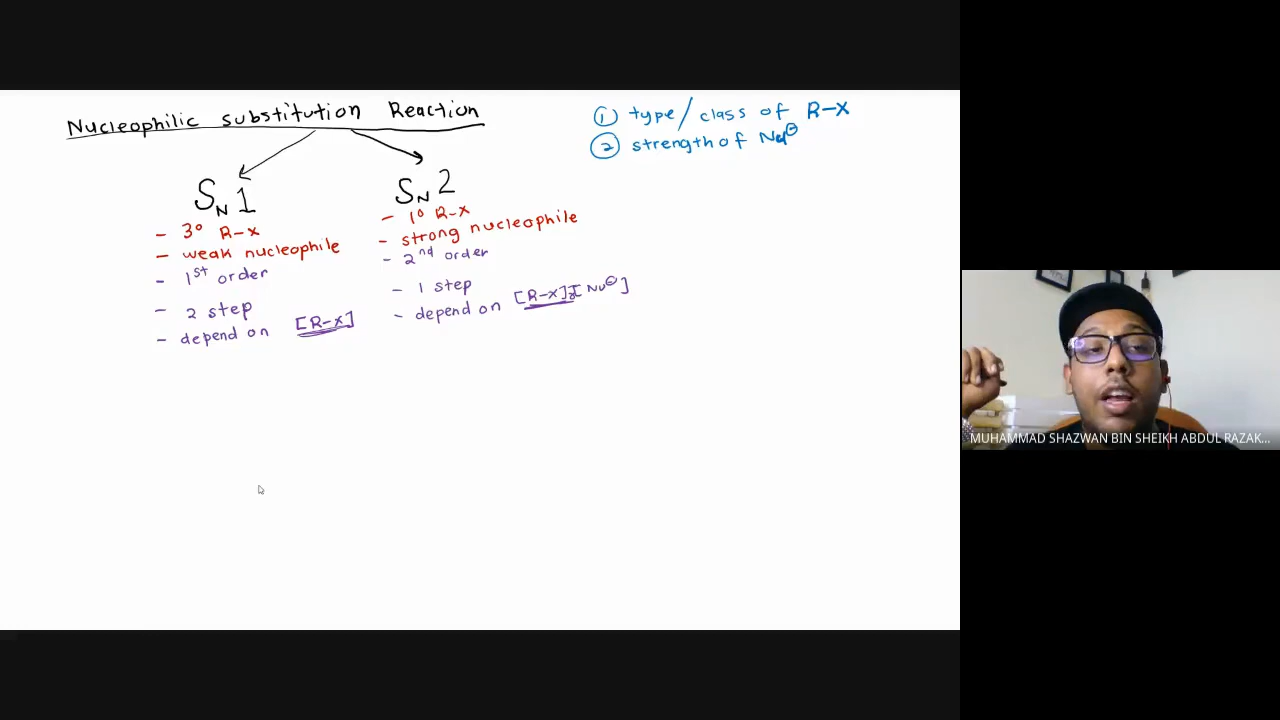 Nucleophilic substitution Reaction
① type/class of R-X
② strength of Nu⊖
SN1
- 3° R-X
- weak nucleophile
- 1st order
- 2 step
- depend on [R-X]
SN2
- 1° R-X
- strong nucleophile
- 2nd order
- 1 step
- depend on [R-X][Nu⊖]
MUHAMMAD SHAZWAN BIN SHEIKH ABDUL RAZAK...